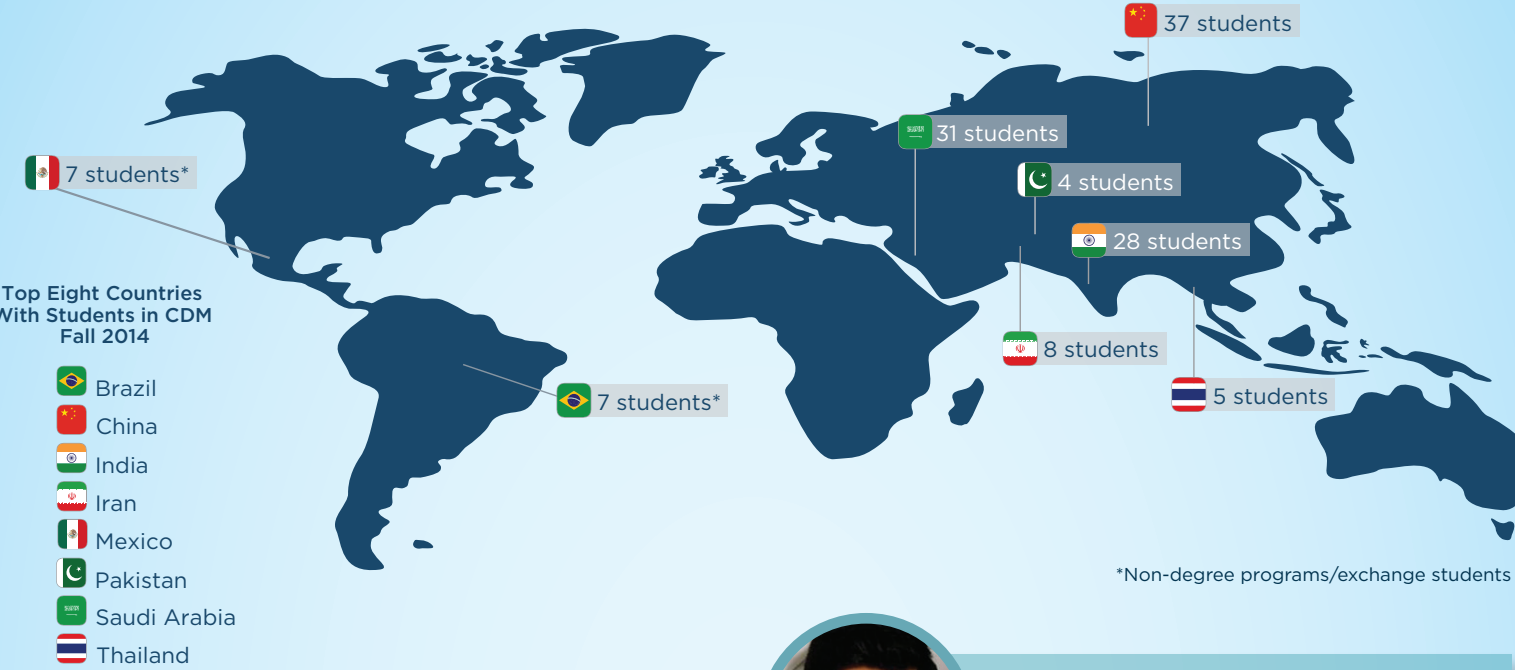 37 students
31 students
7 students*
4 students
28 students
Top Eight Countries
With Students in CDM
Fall 2014
8 students
5 students
7 students*
Brazil
China
India
Iran
Mexico
Pakistan
Saudi Arabia
Thailand
*Non-degree programs/exchange students